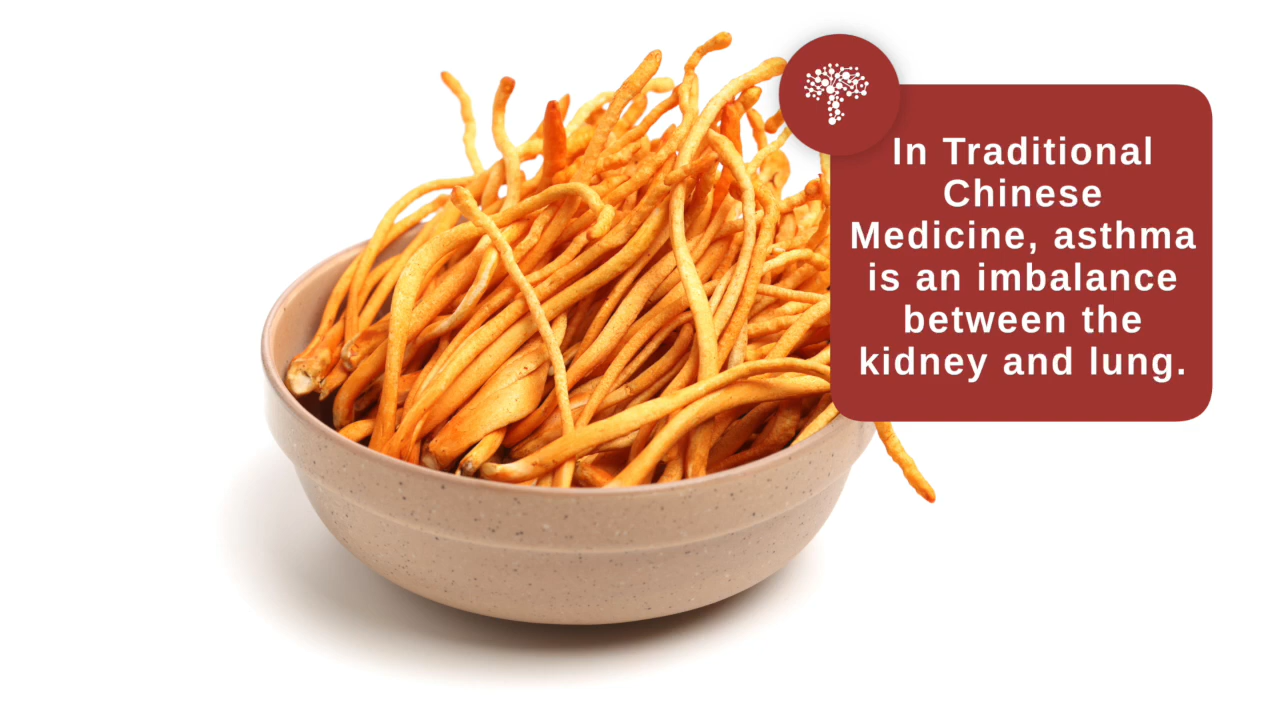 In Traditional
Chinese
Medicine, asthma
is an imbalance
between the
kidney and lung.